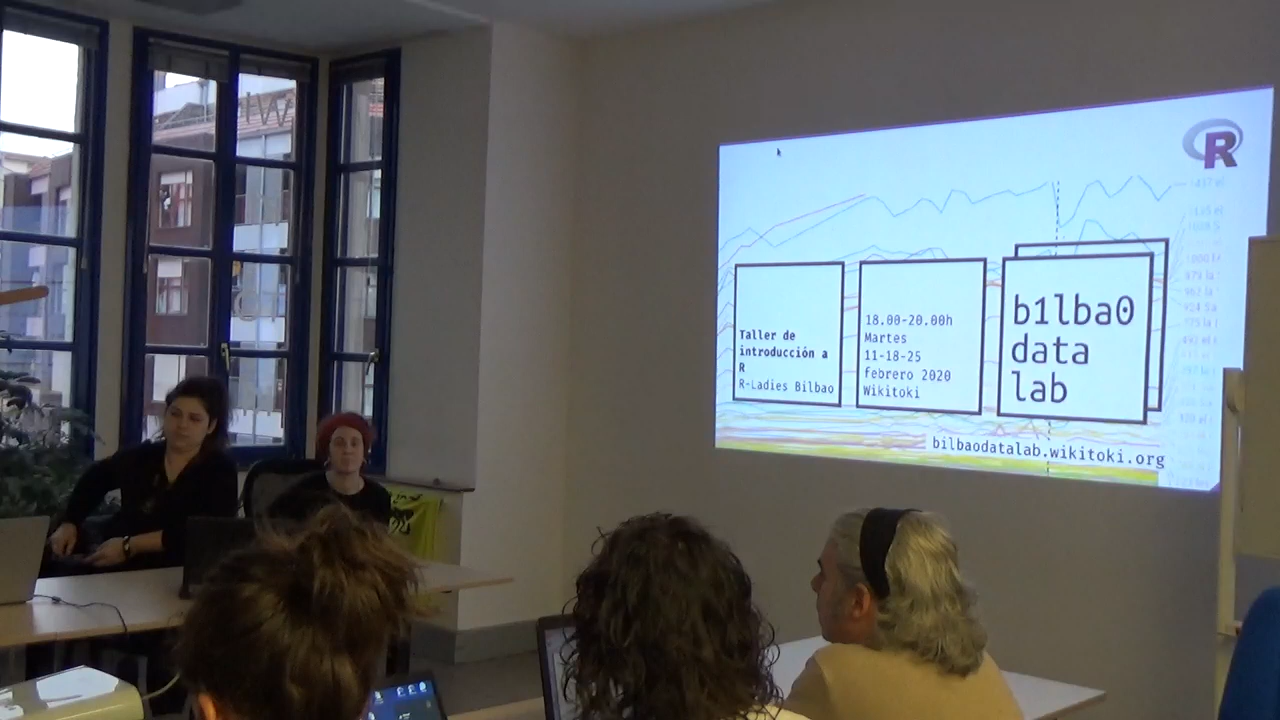 R
Taller de
introducción a
R
R-Ladies Bilbao
18.00-20.00h
Martes
11-18-25
febrero 2020
Wikitoki
b1lba0
data
lab
bilbaodatalab.wikitoki.org